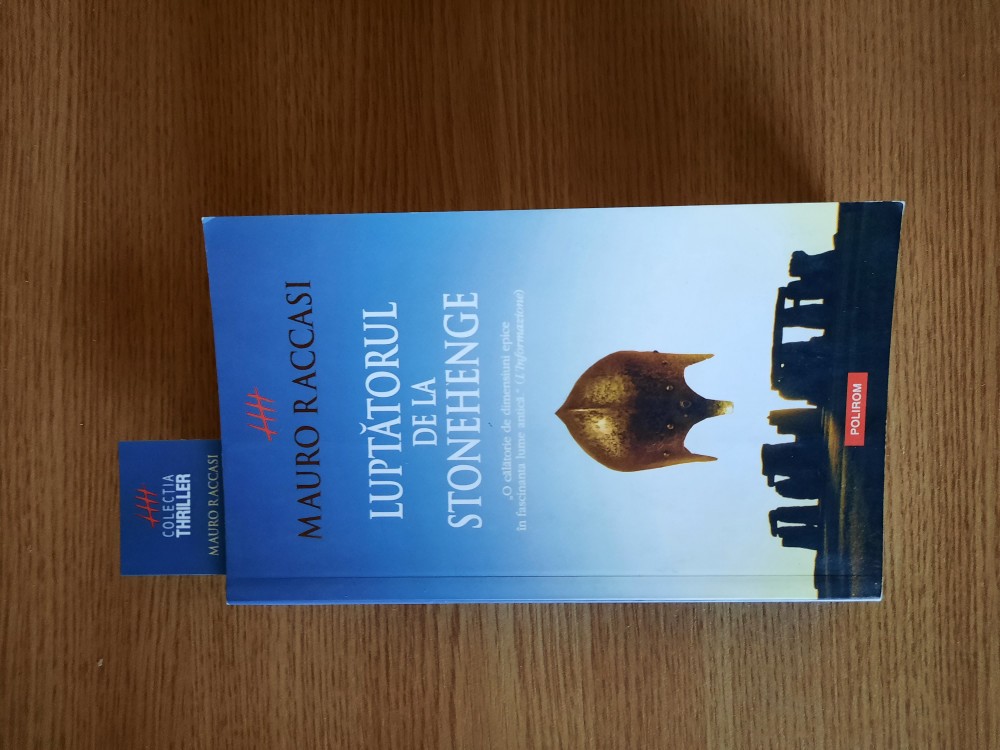 COLECTIA
THRILLER
MAURO RACCASI
MAURO RACCASI
LUPTĂTORUL
DE LA
STONEHENGE
„O călătorie de dimensiuni epice
în fascinanta lume antică.” (L'Informazione)
POLIROM